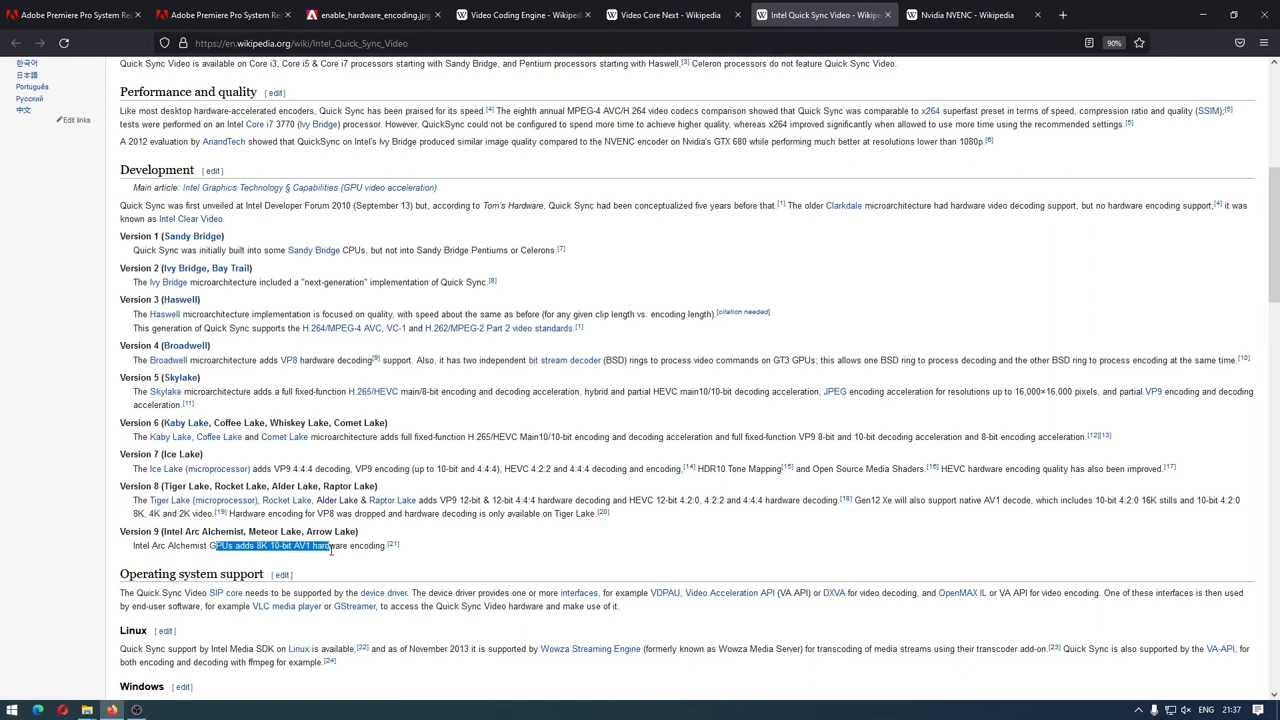 Adobe Premiere Pro System R
Adobe Premiere Pro System R
enable_hardware_encoding.jpg
Video Coding Engine - Wikiped
Video Core Next - Wikipedia
Intel Quick Sync Video - Wikipe
Nvidia NVENC - Wikipedia
https://en.wikipedia.org/wiki/Intel_Quick_Sync_Video
90%
한국어
日本語
Português
Русский
中文
Edit links
Quick Sync Video is available on Core i3, Core i5 & Core i7 processors starting with Sandy Bridge, and Pentium processors starting with Haswell,[3] Celeron processors do not feature Quick Sync Video.
Performance and quality [ edit ]
Like most desktop hardware-accelerated encoders, Quick Sync has been praised for its speed.[4] The eighth annual MPEG-4 AVC/H.264 video codecs comparison showed that Quick Sync was comparable to x264 superfast preset in terms of speed, compression ratio and quality (SSIM);[5]
tests were performed on an Intel Core i7 3770 (Ivy Bridge) processor. However, QuickSync could not be configured to spend more time to achieve higher quality, whereas x264 improved significantly when allowed to use more time using the recommended settings.[5]
A 2012 evaluation by AnandTech showed that QuickSync on Intel's Ivy Bridge produced similar image quality compared to the NVENC encoder on Nvidia's GTX 680 while performing much better at resolutions lower than 1080p.[6]
Development [ edit ]
Main article: Intel Graphics Technology § Capabilities (GPU video acceleration)
Quick Sync was first unveiled at Intel Developer Forum 2010 (September 13) but, according to Tom's Hardware, Quick Sync had been conceptualized five years before that.[1] The older Clarkdale microarchitecture had hardware video decoding support, but no hardware encoding support;[4] it was
known as Intel Clear Video.
Version 1 (Sandy Bridge)
Quick Sync was initially built into some Sandy Bridge CPUs, but not into Sandy Bridge Pentiums or Celerons.[7]
Version 2 (Ivy Bridge, Bay Trail)
The Ivy Bridge microarchitecture included a "next-generation" implementation of Quick Sync.[8]
Version 3 (Haswell)
The Haswell microarchitecture implementation is focused on quality, with speed about the same as before (for any given clip length vs. encoding length).[citation needed]
This generation of Quick Sync supports the H.264/MPEG-4 AVC, VC-1 and H.262/MPEG-2 Part 2 video standards.[1]
Version 4 (Broadwell)
The Broadwell microarchitecture adds VP8 hardware decoding[9] support. Also, it has two independent bit stream decoder (BSD) rings to process video commands on GT3 GPUs; this allows one BSD ring to process decoding and the other BSD ring to process encoding at the same time.[10]
Version 5 (Skylake)
The Skylake microarchitecture adds a full fixed-function H.265/HEVC main/8-bit encoding and decoding acceleration, hybrid and partial HEVC main10/10-bit decoding acceleration, JPEG encoding acceleration for resolutions up to 16,000×16,000 pixels, and partial VP9 encoding and decoding
acceleration.[11]
Version 6 (Kaby Lake, Coffee Lake, Whiskey Lake, Comet Lake)
The Kaby Lake, Coffee Lake and Comet Lake microarchitecture adds full fixed-function H.265/HEVC Main10/10-bit encoding and decoding acceleration and full fixed-function VP9 8-bit and 10-bit decoding acceleration and 8-bit encoding acceleration.[12][13]
Version 7 (Ice Lake)
The Ice Lake (microprocessor) adds VP9 4:4:4 decoding, VP9 encoding (up to 10-bit and 4:4:4), HEVC 4:2:2 and 4:4:4 decoding and encoding,[14] HDR10 Tone Mapping[15] and Open Source Media Shaders.[16] HEVC hardware encoding quality has also been improved.[17]
Version 8 (Tiger Lake, Rocket Lake, Alder Lake, Raptor Lake)
The Tiger Lake (microprocessor), Rocket Lake, Alder Lake & Raptor Lake adds VP9 12-bit & 12-bit 4:4:4 hardware decoding and HEVC 12-bit 4:2:0, 4:2:2 and 4:4:4 hardware decoding.[18] Gen12 Xe will also support native AV1 decode, which includes 10-bit 4:2:0 16K stills and 10-bit 4:2:0
8K, 4K and 2K video.[19] Hardware encoding for VP8 was dropped and hardware decoding is only available on Tiger Lake.[20]
Version 9 (Intel Arc Alchemist, Meteor Lake, Arrow Lake)
Intel Arc Alchemist GPUs adds 8K 10-bit AV1 hardware encoding.[21]
Operating system support [ edit ]
The Quick Sync Video SIP core needs to be supported by the device driver. The device driver provides one or more interfaces, for example VDPAU, Video Acceleration API (VA API) or DXVA for video decoding, and OpenMAX IL or VA API for video encoding. One of these interfaces is then used
by end-user software, for example VLC media player or GStreamer, to access the Quick Sync Video hardware and make use of it.
Linux [ edit ]
Quick Sync support by Intel Media SDK on Linux is available,[22] and as of November 2013 it is supported by Wowza Streaming Engine (formerly known as Wowza Media Server) for transcoding of media streams using their transcoder add-on.[23] Quick Sync is also supported by the VA-API, for
both encoding and decoding with ffmpeg for example.[24]
Windows [ edit ]
ENG
21:37